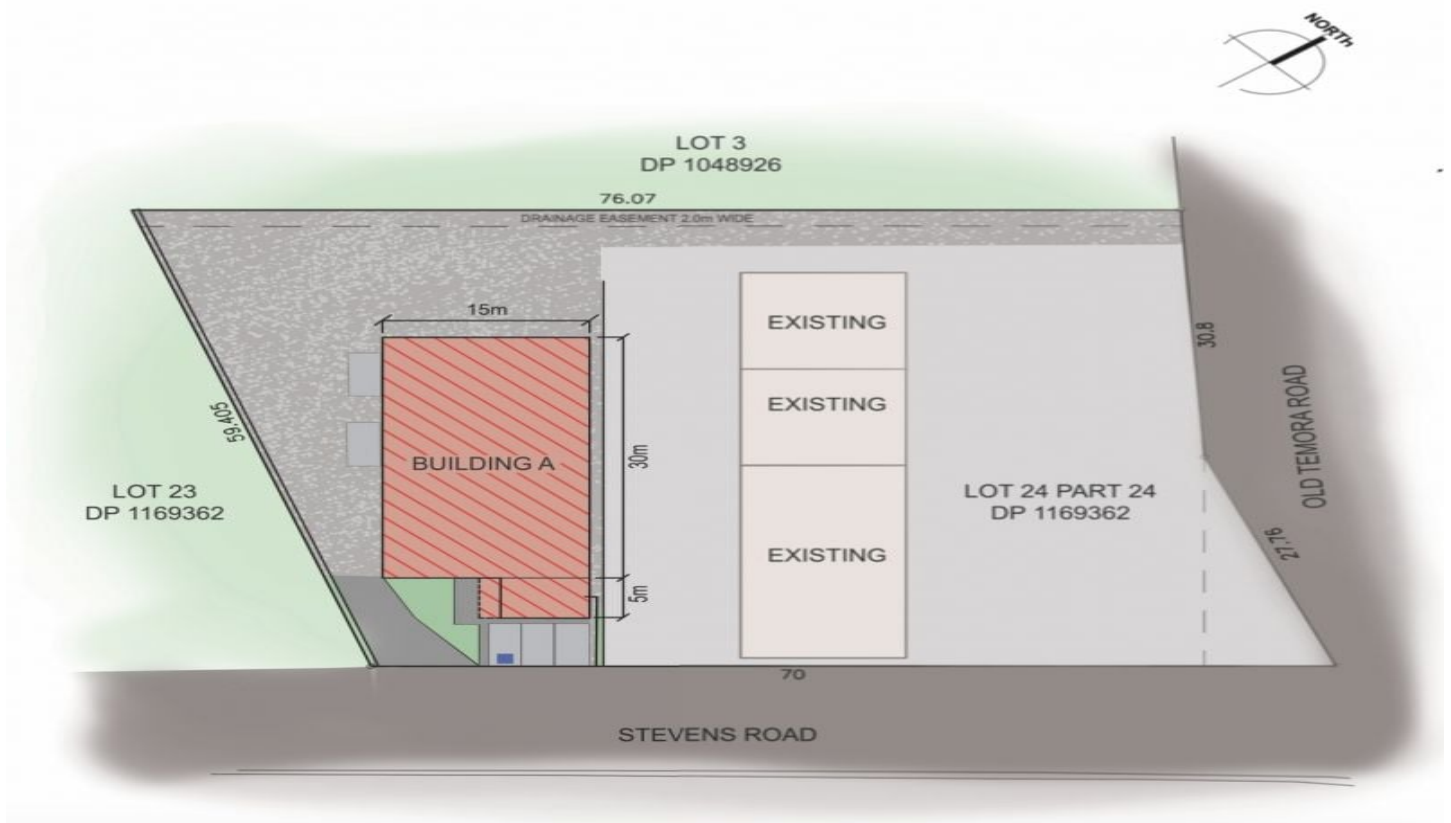 NORTH
LOT 3
DP 1048926
76.07
DRAINAGE EASEMENT 2.0m WIDE
15m
EXISTING
30.8
EXISTING
OLD TEMORA ROAD
59.405
30m
BUILDING A
LOT 23
DP 1169362
LOT 24 PART 24
DP 1169362
EXISTING
27.76
5m
70
STEVENS ROAD